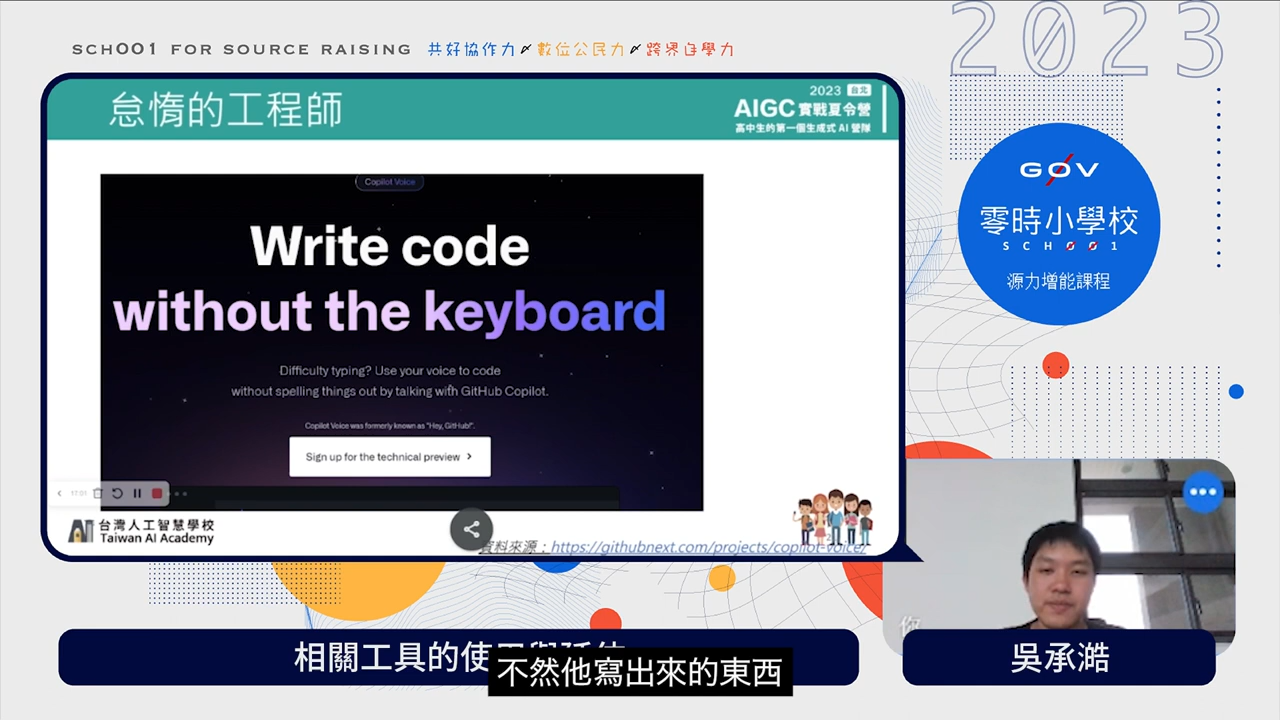 SCH001 FOR SOURCE RAISING 共好協作力 數位公民力 跨界自學力
2023
怠惰的工程師
2023 台北
AIGC 實戰夏令營
高中生的第一個生成式 AI 營隊
Copilot Voice
Write code
without the keyboard
Difficulty typing? Use your voice to code
without spelling things out by talking with GitHub Copilot.
Copilot Voice was formerly known as "Hey, GitHub!".
Sign up for the technical preview
17:01
台灣人工智慧學校
Taiwan AI Academy
資料來源：https://githubnext.com/projects/copilot-voice/
G0V
零時小學校
SCH001
源力增能課程
相關工具的使用與延伸
吳承澔
不然他寫出來的東西